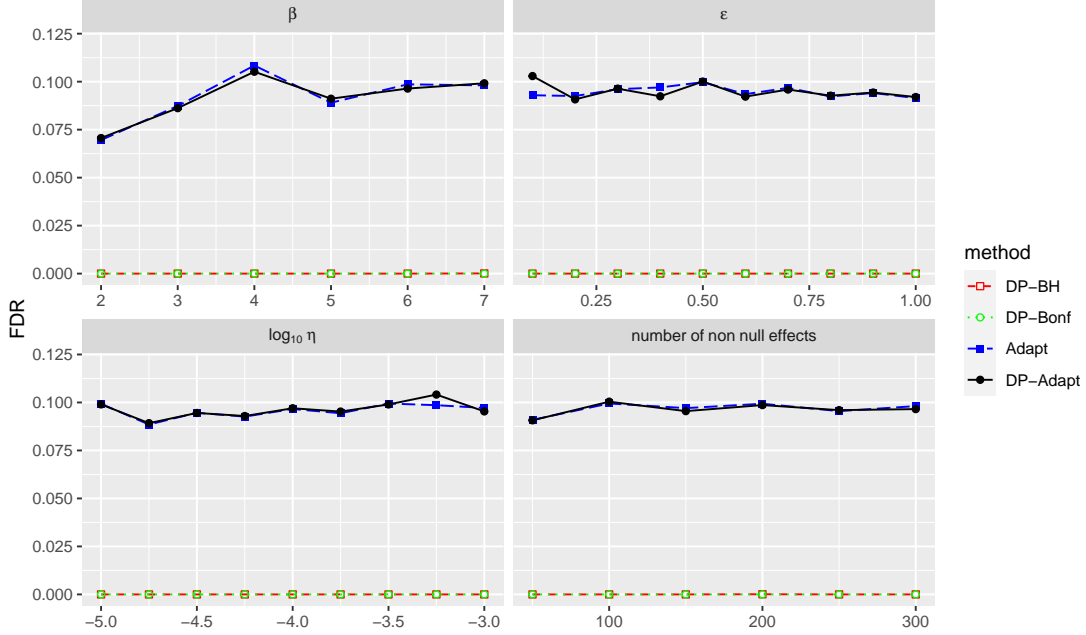 β
ε
0.125
0.100
0.075
0.050
0.025
0.000
2 3 4 5 6 7
0.25 0.50 0.75 1.00
FDR
log₁₀ η
number of non null effects
0.125
0.100
0.075
0.050
0.025
0.000
−5.0 −4.5 −4.0 −3.5 −3.0
100 200 300
method
DP−BH
DP−Bonf
Adapt
DP−Adapt